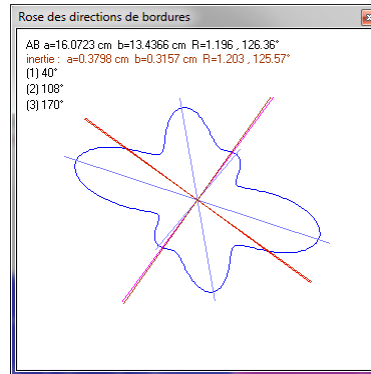 Rose des directions de bordures
AB a=16.0723 cm b=13.4366 cm R=1.196 , 126.36°
inertie : a=0.3798 cm b=0.3157 cm R=1.203 , 125.57°
(1) 40°
(2) 108°
(3) 170°